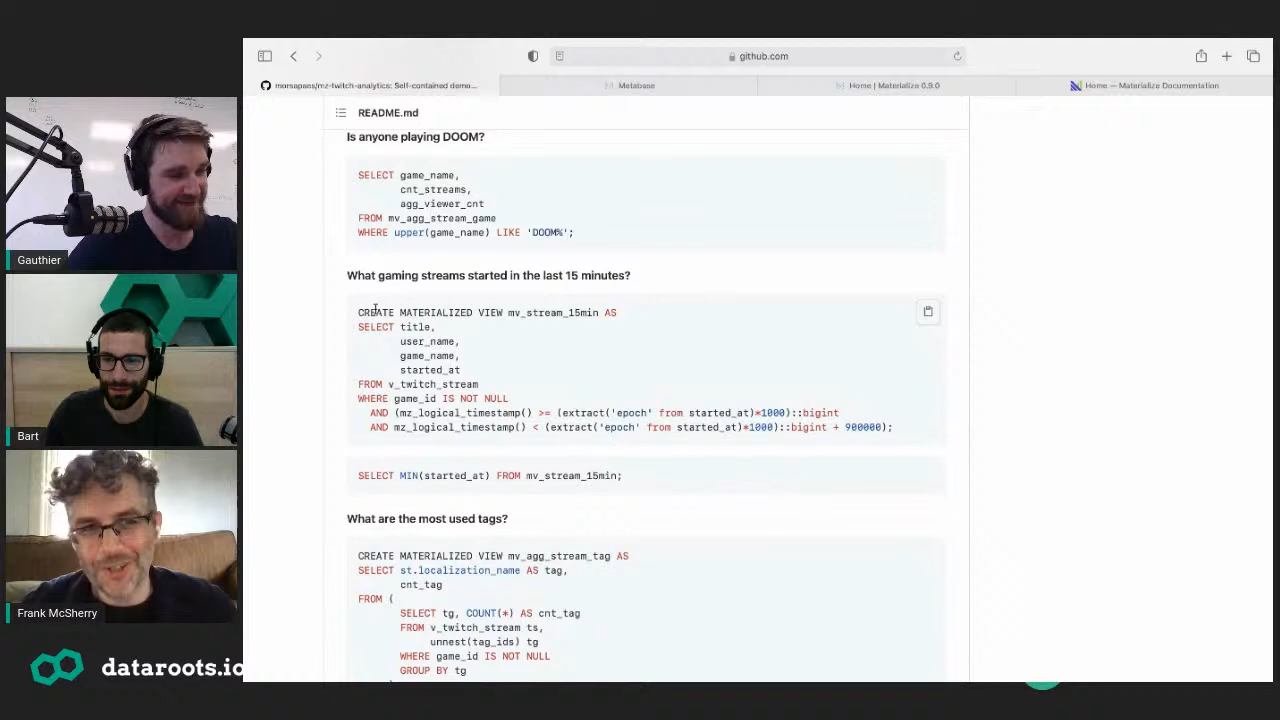 github.com
morsapaes/mz-twitch-analytics: Self-contained demo...
Metabase
Home | Materialize 0.9.0
Home — Materialize Documentation
README.md
Is anyone playing DOOM?
SELECT game_name,
cnt_streams,
agg_viewer_cnt
FROM mv_agg_stream_game
WHERE upper(game_name) LIKE 'DOOM%';
What gaming streams started in the last 15 minutes?
CREATE MATERIALIZED VIEW mv_stream_15min AS
SELECT title,
user_name,
game_name,
started_at
FROM v_twitch_stream
WHERE game_id IS NOT NULL
AND (mz_logical_timestamp() >= (extract('epoch' from started_at)*1000)::bigint
AND mz_logical_timestamp() < (extract('epoch' from started_at)*1000)::bigint + 900000);
SELECT MIN(started_at) FROM mv_stream_15min;
What are the most used tags?
CREATE MATERIALIZED VIEW mv_agg_stream_tag AS
SELECT st.localization_name AS tag,
cnt_tag
FROM (
SELECT tg, COUNT(*) AS cnt_tag
FROM v_twitch_stream ts,
unnest(tag_ids) tg
WHERE game_id IS NOT NULL
GROUP BY tg
Gauthier
Bart
Frank McSherry
dataroots.io